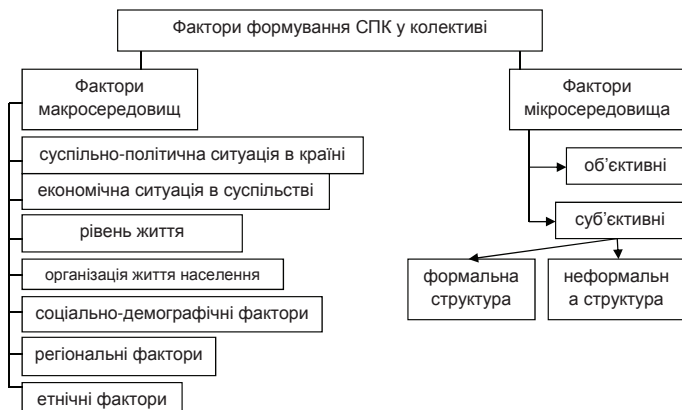 Фактори формування СПК у колективі
Фактори
макросередовищ
суспільно-політична ситуація в країні
економічна ситуація в суспільстві
рівень життя
організація життя населення
соціально-демографічні фактори
регіональні фактори
етнічні фактори
Фактори
мікросередовища
об’єктивні
суб’єктивні
формальна
структура
неформальн
а структура